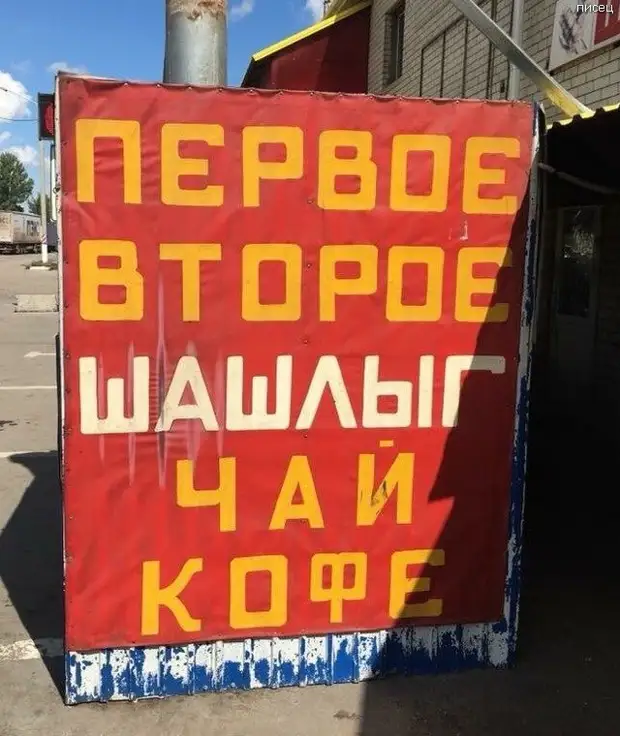 писец
ПЕРВОЕ
ВТОРОЕ
ШАШЛЫГ
ЧАЙ
КОФЕ